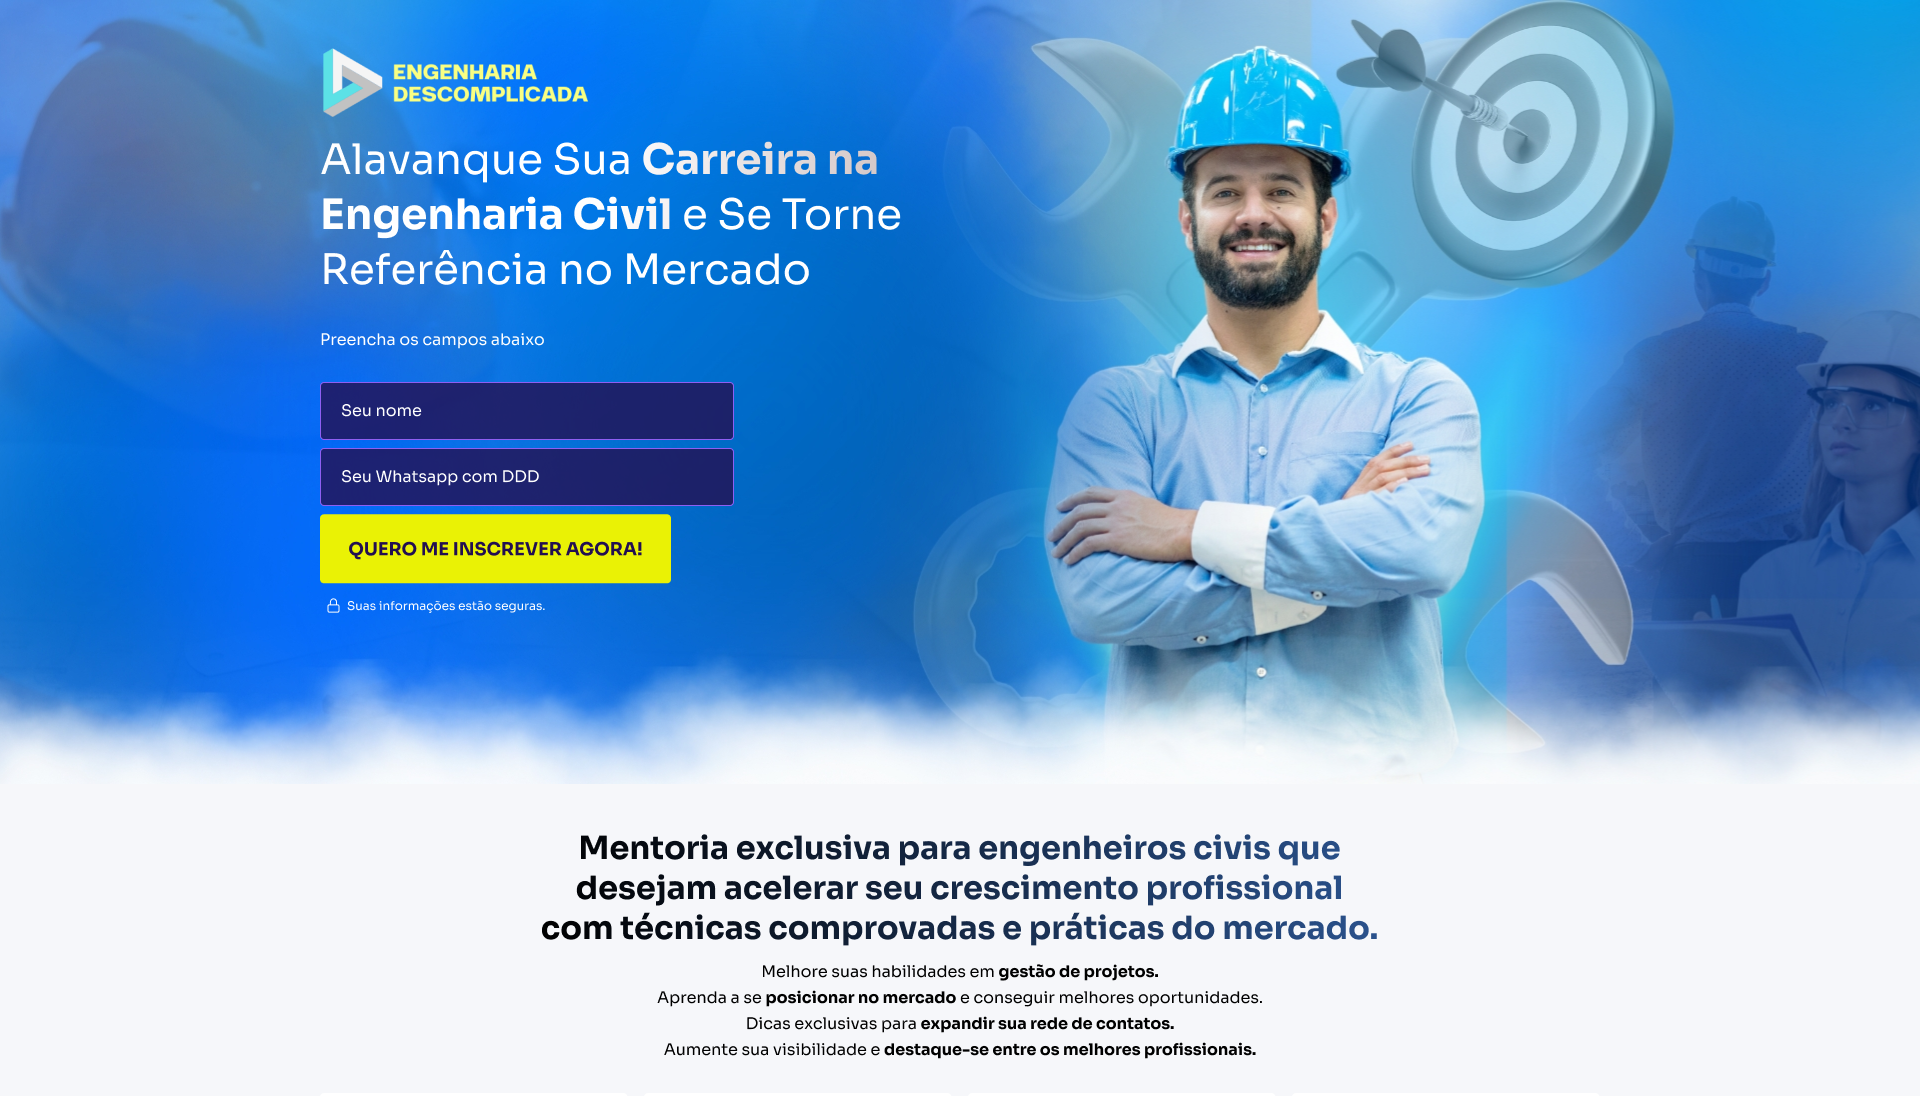 ENGENHARIA
DESCOMPLICADA
Alavanque Sua Carreira na
Engenharia Civil e Se Torne
Referência no Mercado
Preencha os campos abaixo
Seu nome
Seu Whatsapp com DDD
QUERO ME INSCREVER AGORA!
Suas informações estão seguras.
Mentoria exclusiva para engenheiros civis que
desejam acelerar seu crescimento profissional
com técnicas comprovadas e práticas do mercado.
Melhore suas habilidades em gestão de projetos.
Aprenda a se posicionar no mercado e conseguir melhores oportunidades.
Dicas exclusivas para expandir sua rede de contatos.
Aumente sua visibilidade e destaque-se entre os melhores profissionais.